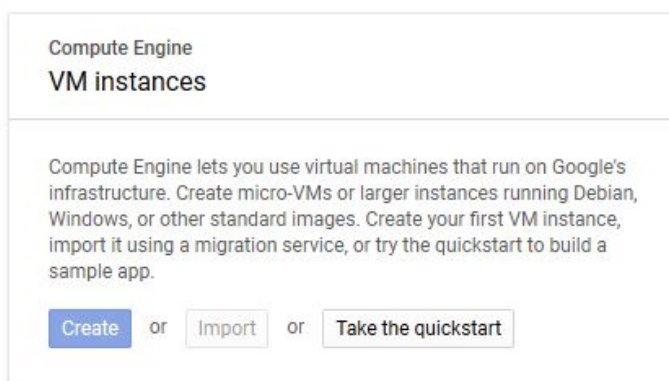 Compute Engine
VM instances
Compute Engine lets you use virtual machines that run on Google's
infrastructure. Create micro-VMs or larger instances running Debian,
Windows, or other standard images. Create your first VM instance,
import it using a migration service, or try the quickstart to build a
sample app.
Create or Import or Take the quickstart